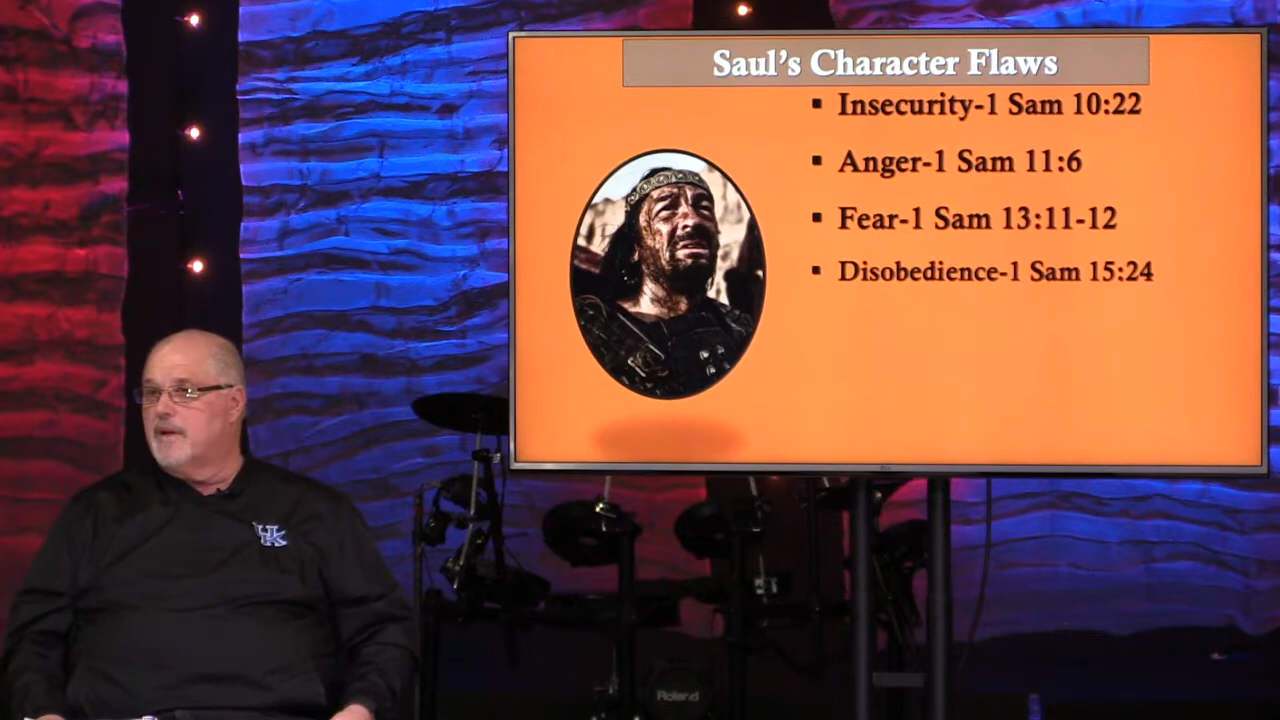 Saul's Character Flaws
▪ Insecurity-1 Sam 10:22
▪ Anger-1 Sam 11:6
▪ Fear-1 Sam 13:11-12
▪ Disobedience-1 Sam 15:24
UK
Roland